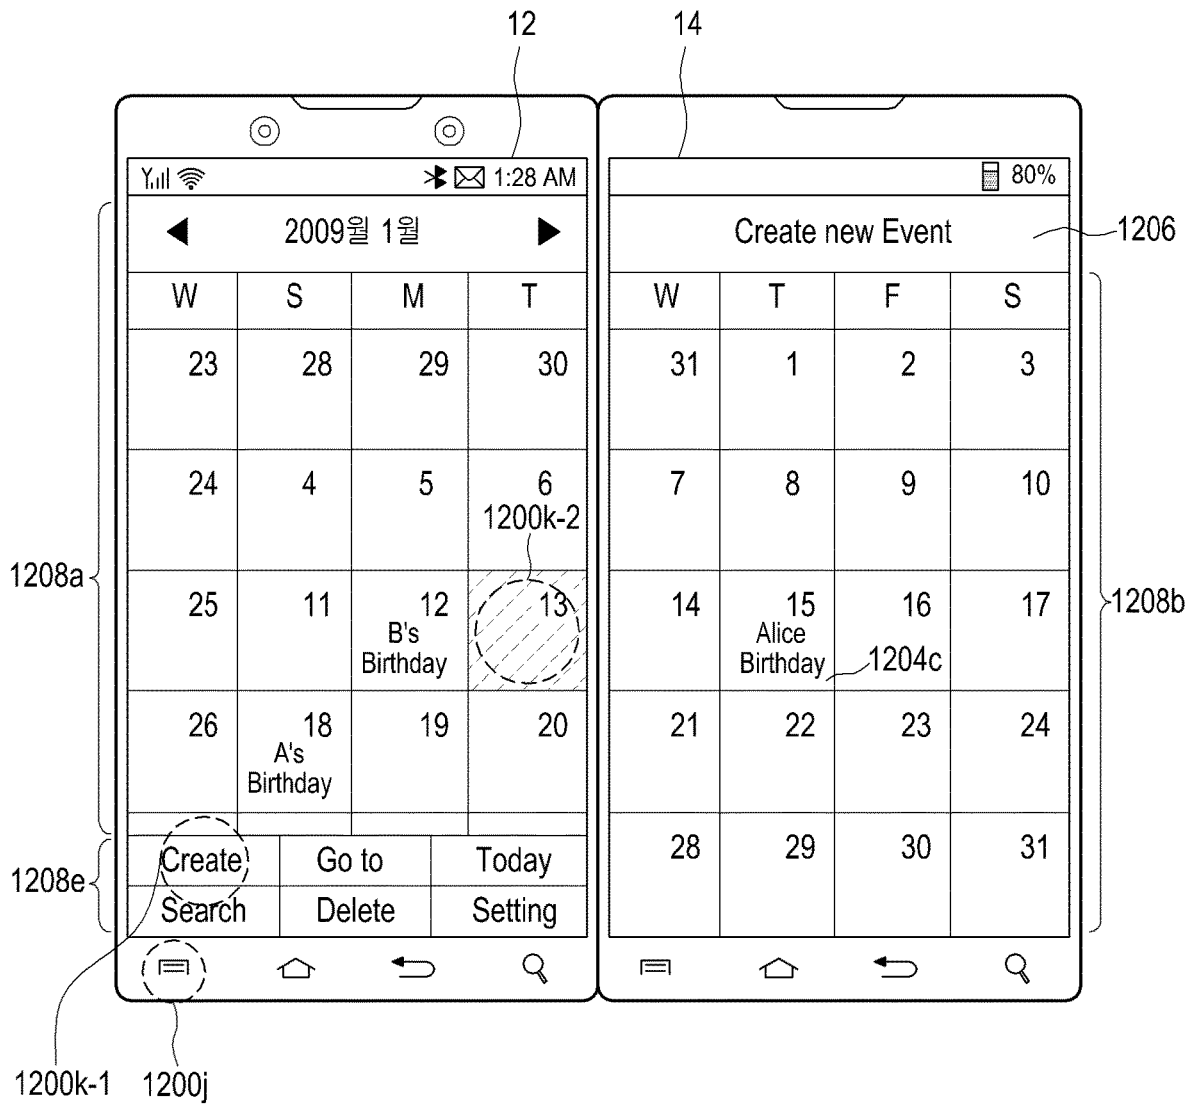 12
14
1:28 AM
80%
2009월 1월
Create new Event
1206
W S M T
W T F S
23 28 29 30
31 1 2 3
24 4 5 6
7 8 9 10
1200k-2
1208a
25 11 12 13
B's
Birthday
14 15 16 17
Alice
Birthday
1204c
1208b
26 18 19 20
A's
Birthday
21 22 23 24
28 29 30 31
1208e
Create Go to Today
Search Delete Setting
1200k-1
1200j